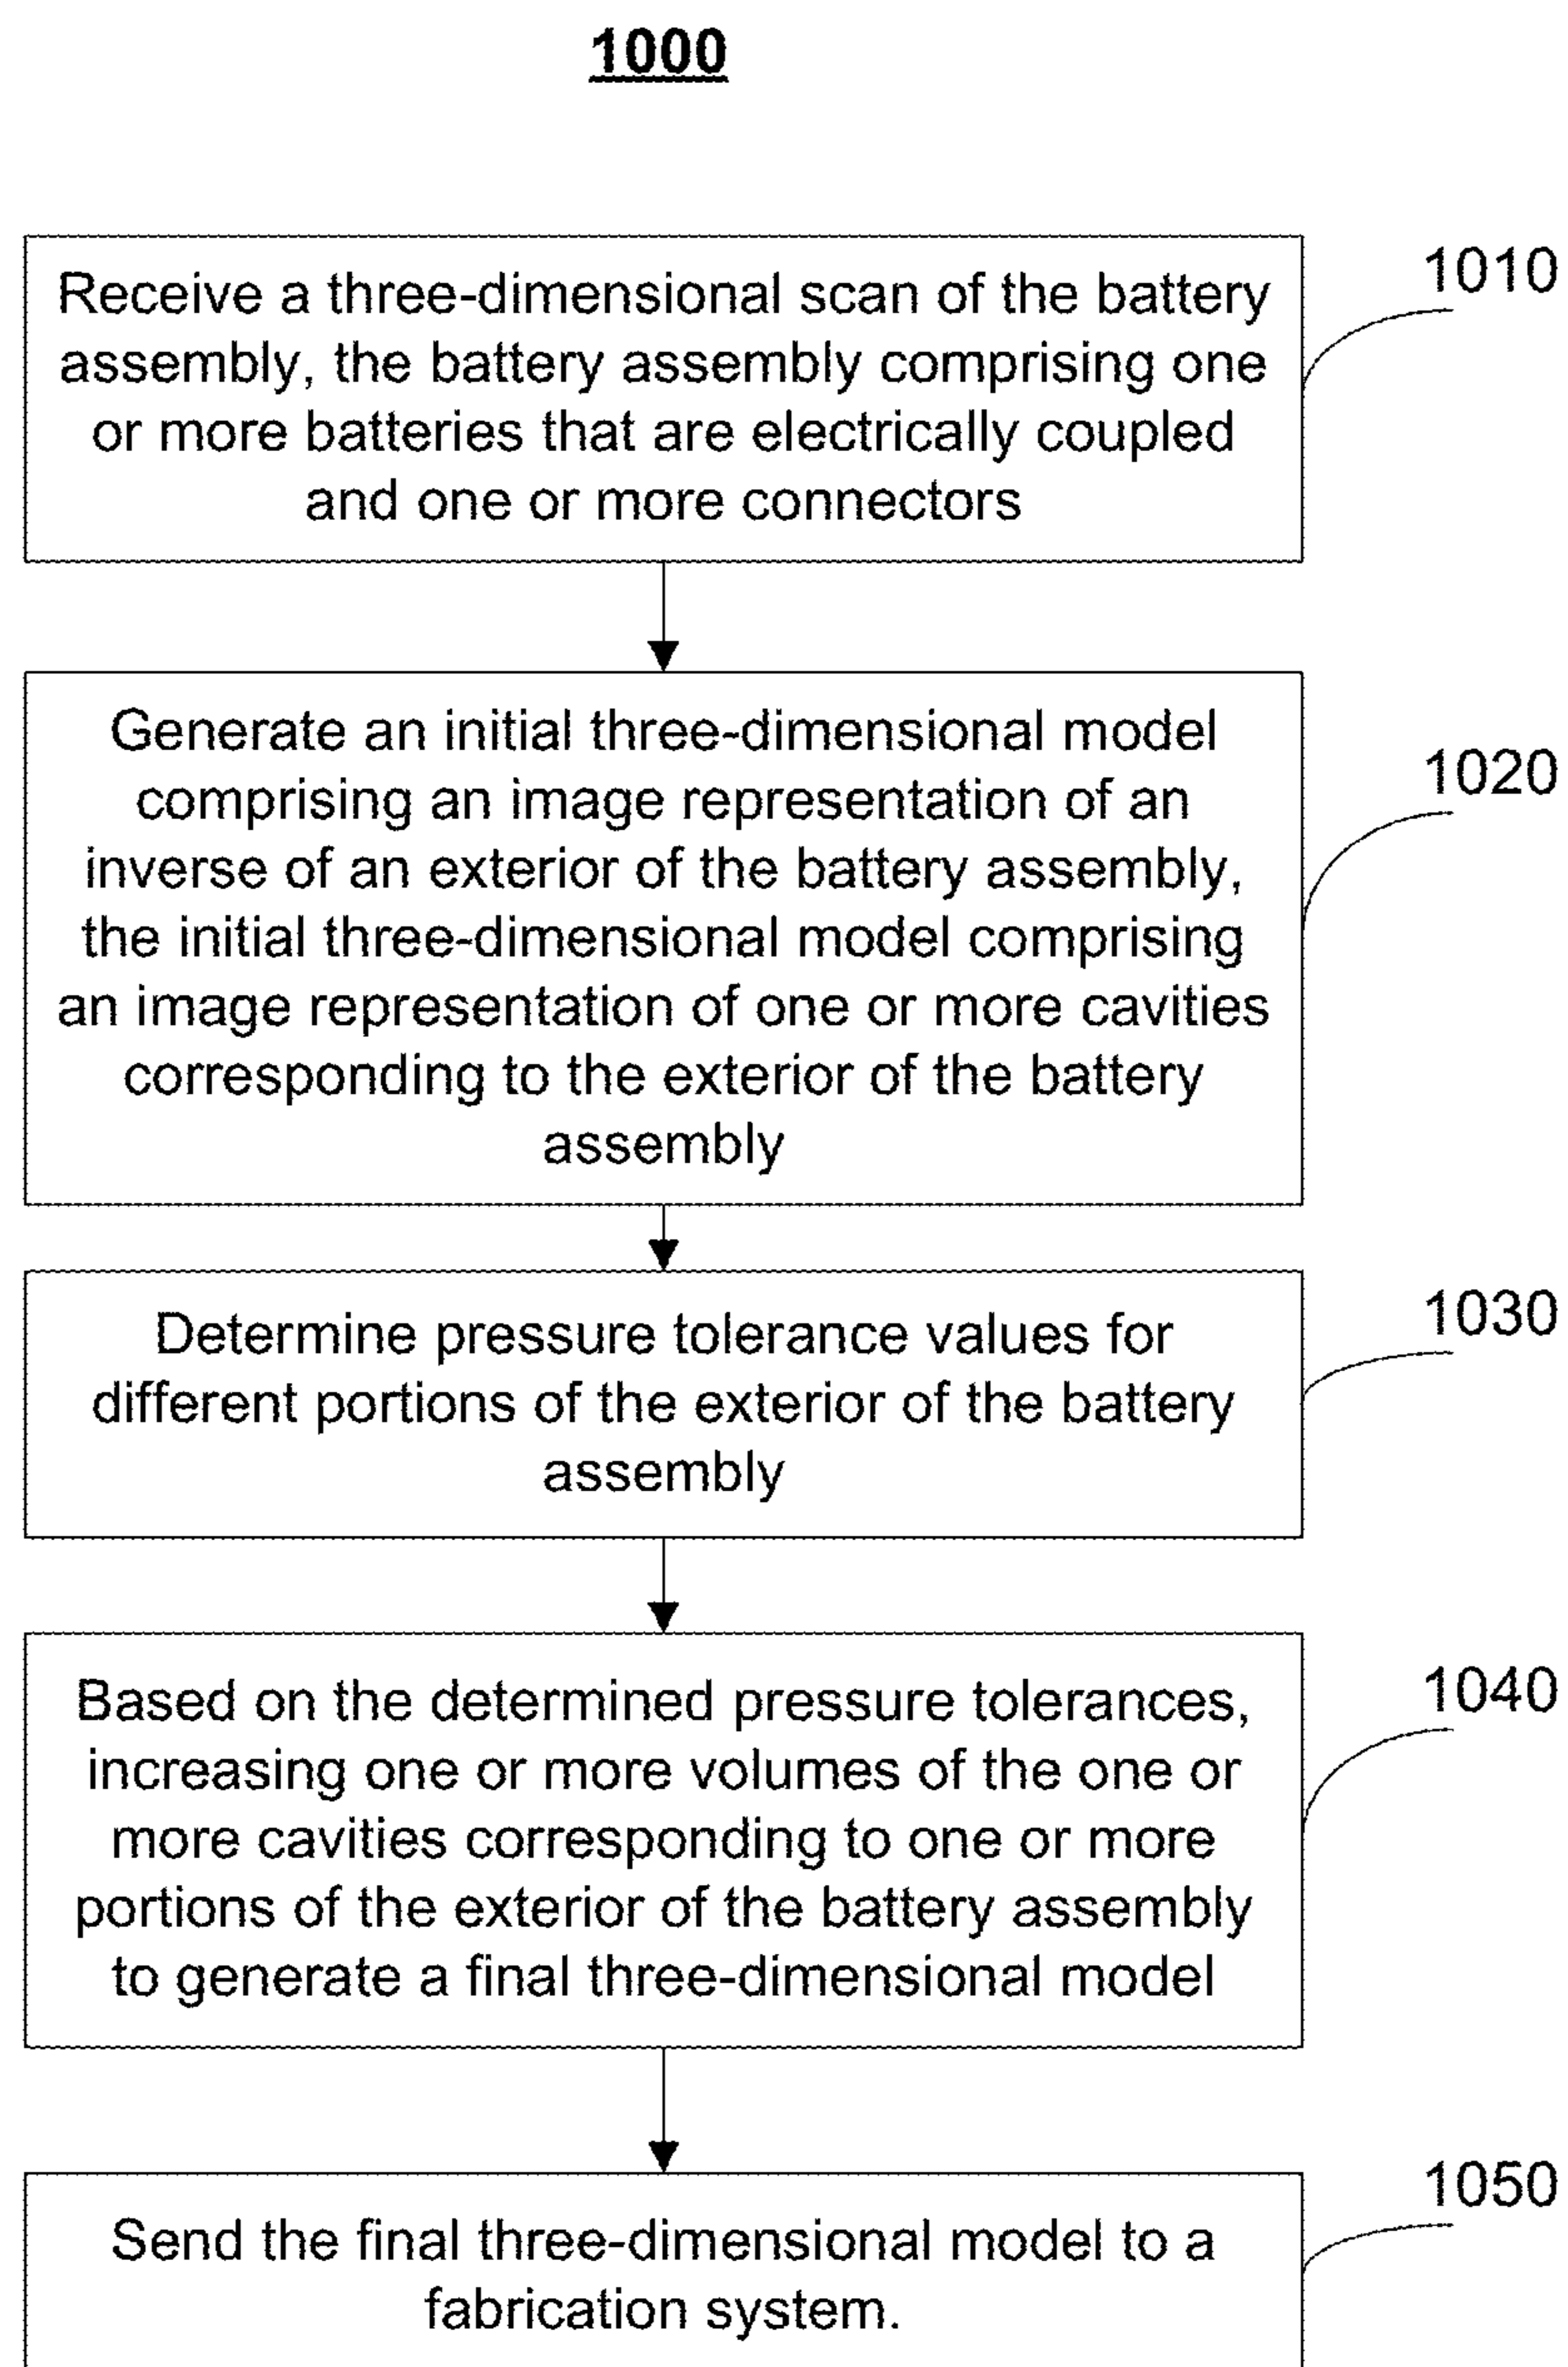 1000
Receive a three-dimensional scan of the battery
assembly, the battery assembly comprising one
or more batteries that are electrically coupled
and one or more connectors
1010
Generate an initial three-dimensional model
comprising an image representation of an
inverse of an exterior of the battery assembly,
the initial three-dimensional model comprising
an image representation of one or more cavities
corresponding to the exterior of the battery
assembly
1020
Determine pressure tolerance values for
different portions of the exterior of the battery
assembly
1030
Based on the determined pressure tolerances,
increasing one or more volumes of the one or
more cavities corresponding to one or more
portions of the exterior of the battery assembly
to generate a final three-dimensional model
1040
Send the final three-dimensional model to a
fabrication system.
1050